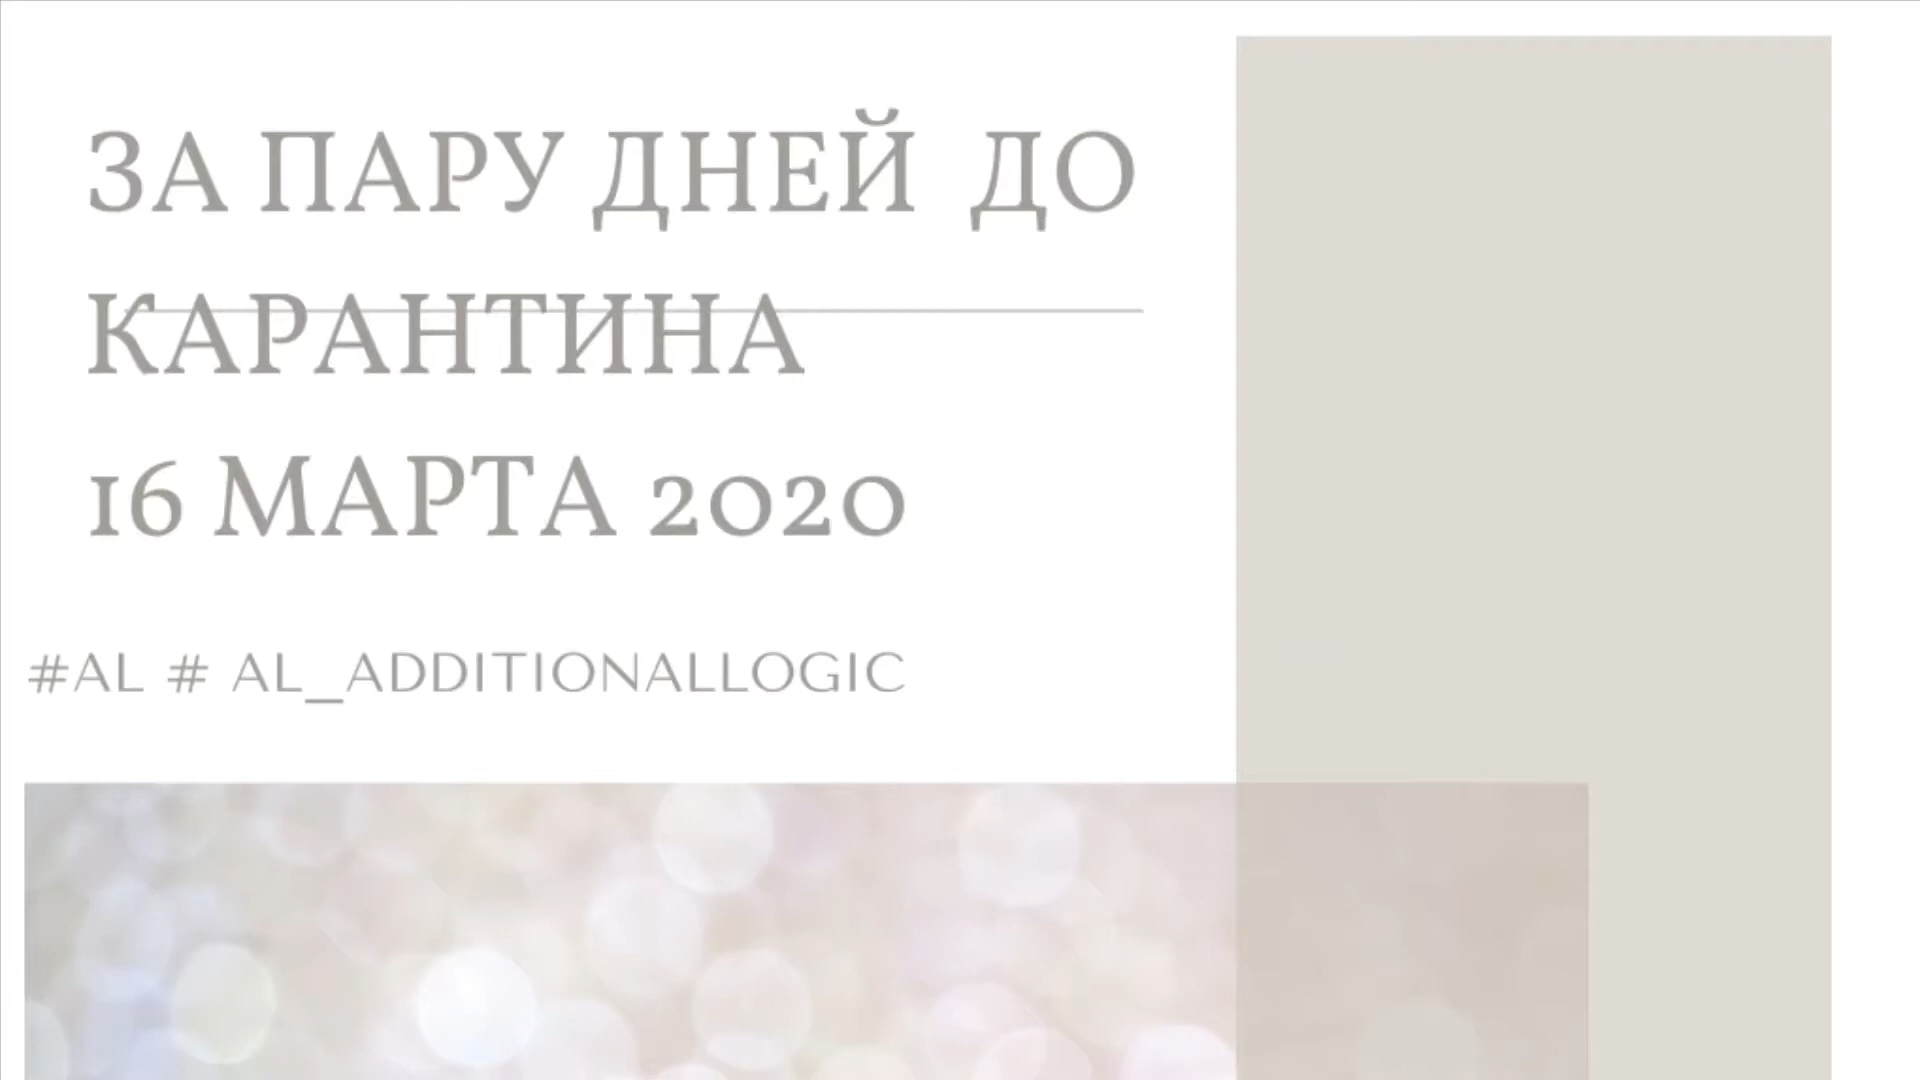 ЗА ПАРУ ДНЕЙ ДО
КАРАНТИНА
16 МАРТА 2020
#AL # AL_ADDITIONALLOGIC